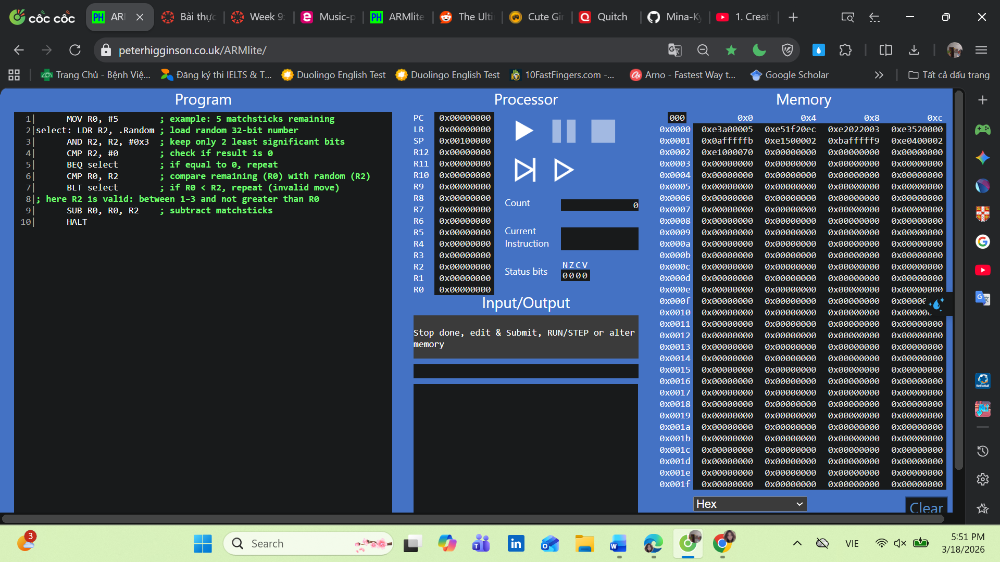 cốc cốc
PH AR
Bài thực
Week 9:
Music-p
PH ARMlite
The Ulti
Cute Gir
Quitch
Mina-Ky
1. Creat
peterhigginson.co.uk/ARMlite/
Trang Chủ - Bệnh Việ...
Đăng ký thi IELTS & T...
Duolingo English Test
Duolingo English Test
10FastFingers.com -...
Arno - Fastest Way t...
Google Scholar
Tất cả dấu trang
Program
1| MOV R0, #5 ; example: 5 matchsticks remaining
2|select: LDR R2, .Random ; load random 32-bit number
3| AND R2, R2, #0x3 ; keep only 2 least significant bits
4| CMP R2, #0 ; check if result is 0
5| BEQ select ; if equal to 0, repeat
6| CMP R0, R2 ; compare remaining (R0) with random (R2)
7| BLT select ; if R0 < R2, repeat (invalid move)
8|; here R2 is valid: between 1–3 and not greater than R0
9| SUB R0, R0, R2 ; subtract matchsticks
10| HALT
Processor
PC 0x00000000
LR 0x00000000
SP 0x00100000
R12 0x00000000
R11 0x00000000
R10 0x00000000
R9 0x00000000
R8 0x00000000
R7 0x00000000
R6 0x00000000
R5 0x00000000
R4 0x00000000
R3 0x00000000
R2 0x00000000
R1 0x00000000
R0 0x00000000
Count 0
Current
Instruction
Status bits
NZCV
0000
Input/Output
Stop done, edit & Submit, RUN/STEP or alter
memory
Memory
000 0x0 0x4 0x8 0xc
0x0000 0xe3a00005 0xe51f20ec 0xe2022003 0xe3520000
0x0001 0x0afffffb 0xe1500002 0xbafffff9 0xe0400002
0x0002 0xe1000070 0x00000000 0x00000000 0x00000000
0x0003 0x00000000 0x00000000 0x00000000 0x00000000
0x0004 0x00000000 0x00000000 0x00000000 0x00000000
0x0005 0x00000000 0x00000000 0x00000000 0x00000000
0x0006 0x00000000 0x00000000 0x00000000 0x00000000
0x0007 0x00000000 0x00000000 0x00000000 0x00000000
0x0008 0x00000000 0x00000000 0x00000000 0x00000000
0x0009 0x00000000 0x00000000 0x00000000 0x00000000
0x000a 0x00000000 0x00000000 0x00000000 0x00000000
0x000b 0x00000000 0x00000000 0x00000000 0x00000000
0x000c 0x00000000 0x00000000 0x00000000 0x00000000
0x000d 0x00000000 0x00000000 0x00000000 0x00000000
0x000e 0x00000000 0x00000000 0x00000000 0x00000000
0x000f 0x00000000 0x00000000 0x00000000 0x0000
0x0010 0x00000000 0x00000000 0x00000000 0x00000
0x0011 0x00000000 0x00000000 0x00000000 0x00000000
0x0012 0x00000000 0x00000000 0x00000000 0x00000000
0x0013 0x00000000 0x00000000 0x00000000 0x00000000
0x0014 0x00000000 0x00000000 0x00000000 0x00000000
0x0015 0x00000000 0x00000000 0x00000000 0x00000000
0x0016 0x00000000 0x00000000 0x00000000 0x00000000
0x0017 0x00000000 0x00000000 0x00000000 0x00000000
0x0018 0x00000000 0x00000000 0x00000000 0x00000000
0x0019 0x00000000 0x00000000 0x00000000 0x00000000
0x001a 0x00000000 0x00000000 0x00000000 0x00000000
0x001b 0x00000000 0x00000000 0x00000000 0x00000000
0x001c 0x00000000 0x00000000 0x00000000 0x00000000
0x001d 0x00000000 0x00000000 0x00000000 0x00000000
0x001e 0x00000000 0x00000000 0x00000000 0x00000000
0x001f 0x00000000 0x00000000 0x00000000 0x00000000
Hex
Clear
3
Search
VIE
5:51 PM
3/18/2026